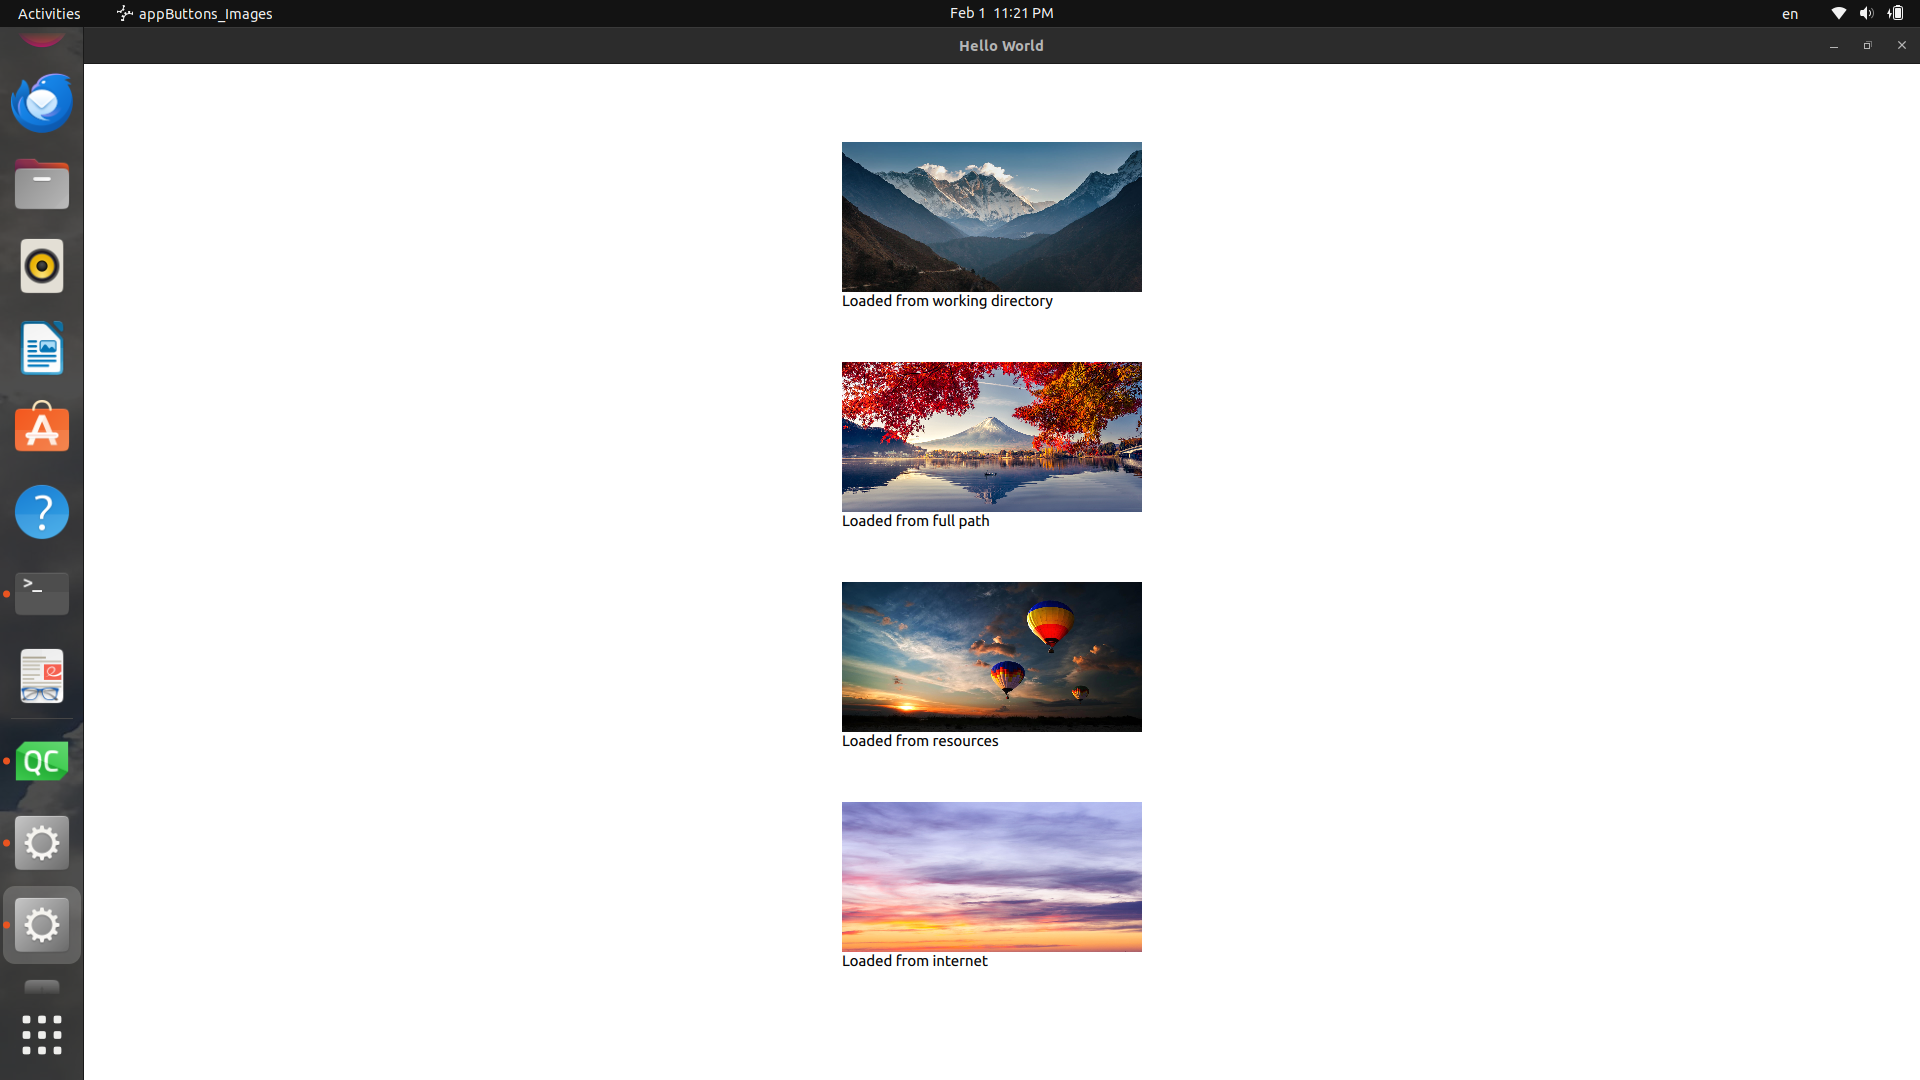 Activities
appButtons_Images
Feb 1 11:21 PM
en
Hello World
Loaded from working directory
Loaded from full path
>_
QC
Loaded from resources
Loaded from internet